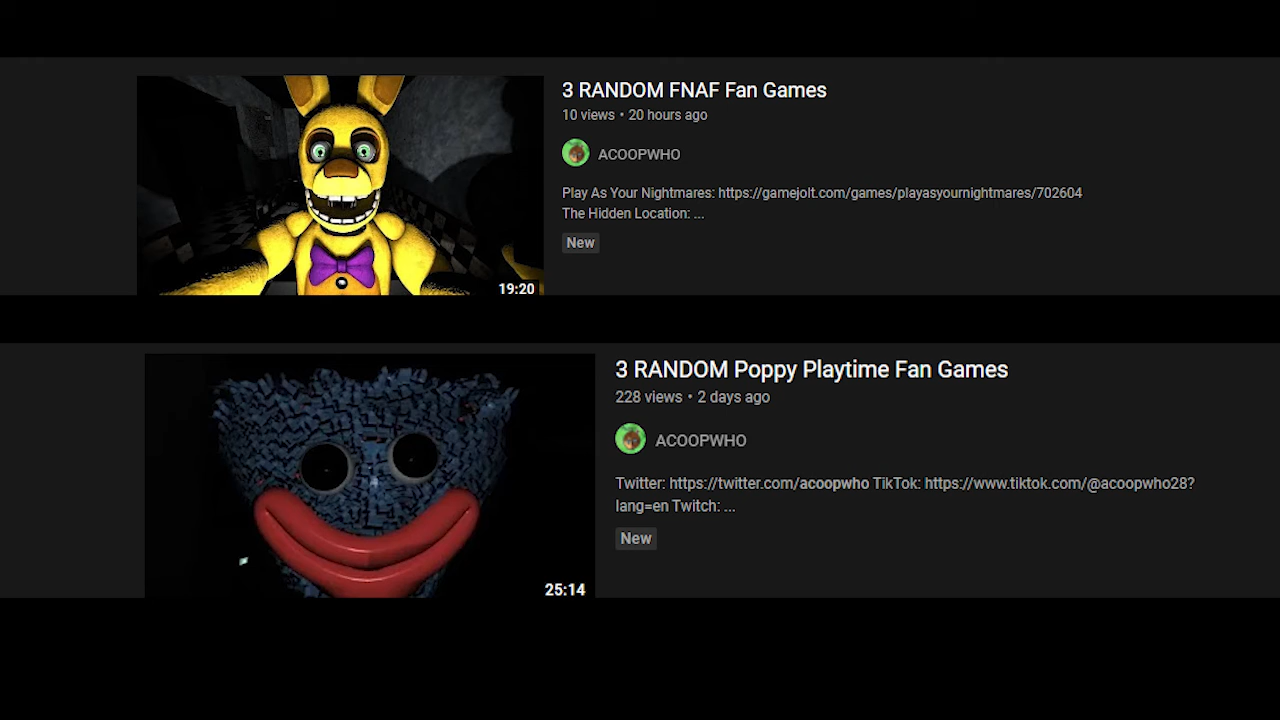 3 RANDOM FNAF Fan Games
10 views • 20 hours ago
ACOOPWHO
Play As Your Nightmares: https://gamejolt.com/games/playasyournightmares/702604
The Hidden Location: ...
New
19:20
3 RANDOM Poppy Playtime Fan Games
228 views • 2 days ago
ACOOPWHO
Twitter: https://twitter.com/acoopwho TikTok: https://www.tiktok.com/@acoopwho28?
lang=en Twitch: ...
New
25:14